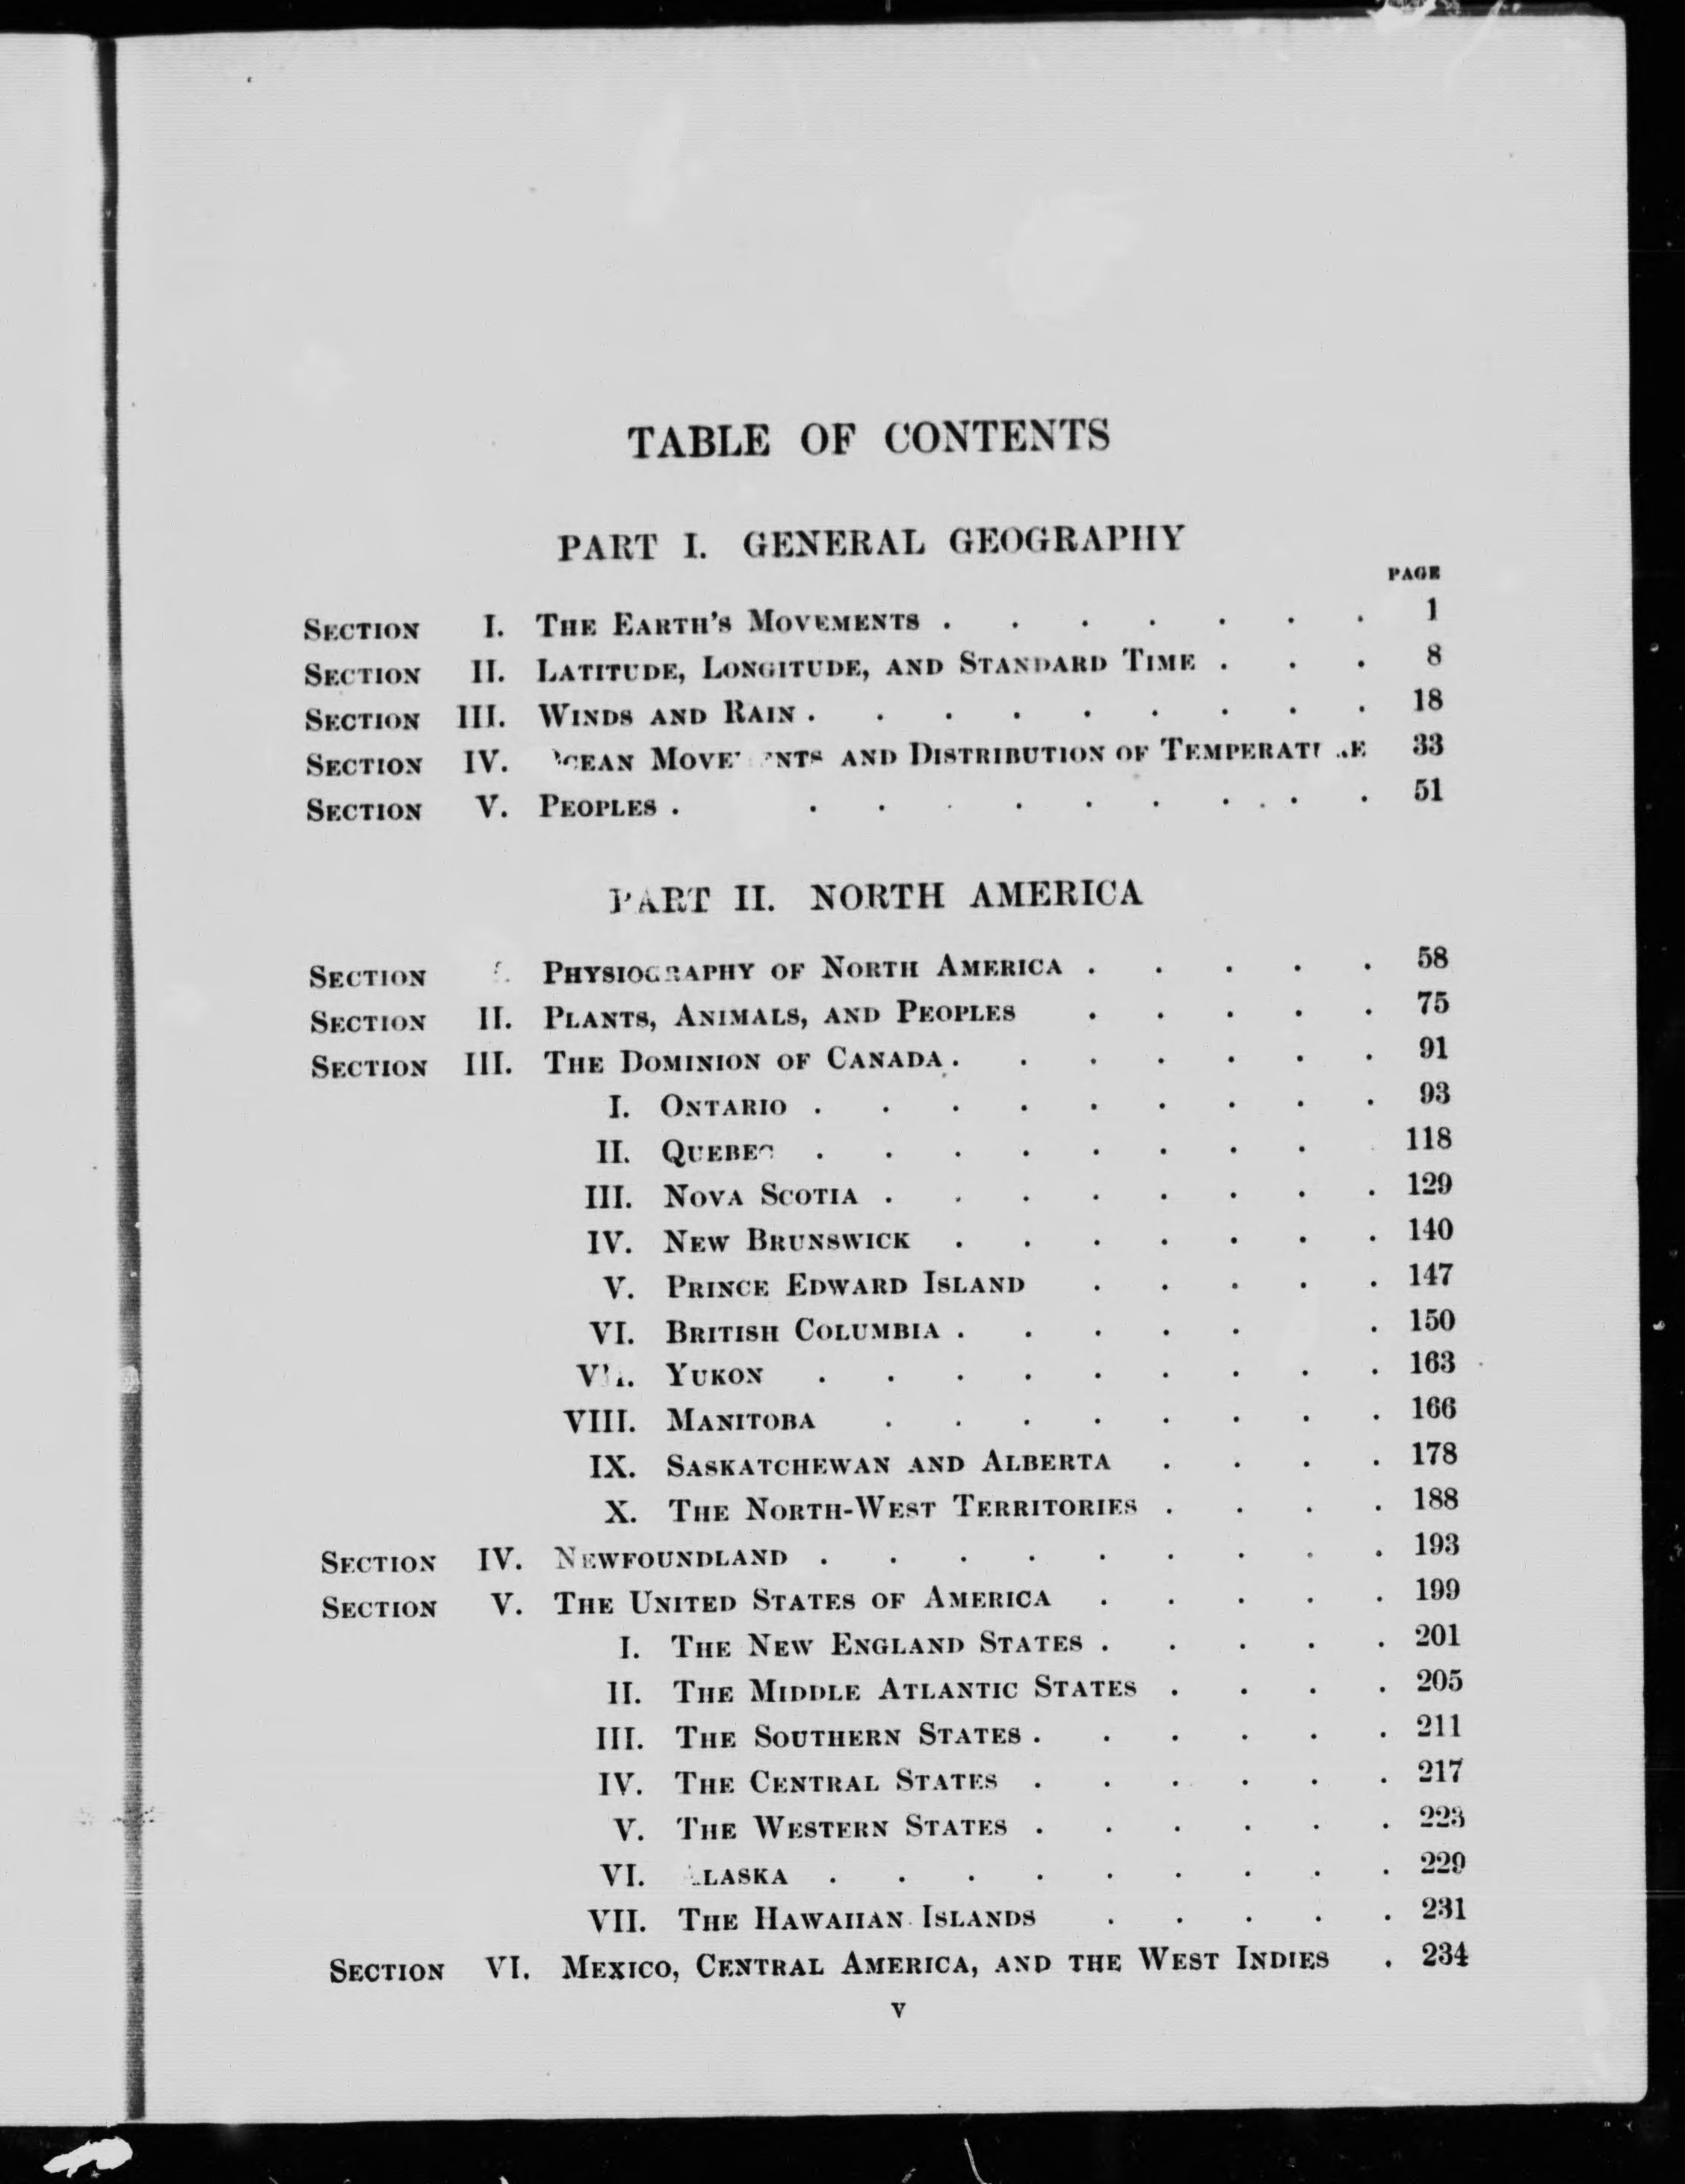 TABLE OF CONTENTS
PART I. GENERAL GEOGRAPHY
PAGE
SECTION I. THE EARTH'S MOVEMENTS . . . . . . . 1
SECTION II. LATITUDE, LONGITUDE, AND STANDARD TIME . . . 8
SECTION III. WINDS AND RAIN . . . . . . . . . 18
SECTION IV. OCEAN MOVEMENTS AND DISTRIBUTION OF TEMPERATURE 33
SECTION V. PEOPLES . . . . . . . . . . 51
PART II. NORTH AMERICA
SECTION I. PHYSIOGRAPHY OF NORTH AMERICA . . . . . 58
SECTION II. PLANTS, ANIMALS, AND PEOPLES . . . . . 75
SECTION III. THE DOMINION OF CANADA . . . . . . . 91
I. ONTARIO . . . . . . . . . 93
II. QUEBEC . . . . . . . . 118
III. NOVA SCOTIA . . . . . . . . 129
IV. NEW BRUNSWICK . . . . . . . 140
V. PRINCE EDWARD ISLAND . . . . . 147
VI. BRITISH COLUMBIA . . . . . . 150
VII. YUKON . . . . . . . . . 163
VIII. MANITOBA . . . . . . . . 166
IX. SASKATCHEWAN AND ALBERTA . . . . 178
X. THE NORTH-WEST TERRITORIES . . . . 188
SECTION IV. NEWFOUNDLAND . . . . . . . . . 193
SECTION V. THE UNITED STATES OF AMERICA . . . . . 199
I. THE NEW ENGLAND STATES . . . . . 201
II. THE MIDDLE ATLANTIC STATES . . . . 205
III. THE SOUTHERN STATES . . . . . . 211
IV. THE CENTRAL STATES . . . . . . 217
V. THE WESTERN STATES . . . . . . 223
VI. ALASKA . . . . . . . . . 229
VII. THE HAWAIIAN ISLANDS . . . . . 231
SECTION VI. MEXICO, CENTRAL AMERICA, AND THE WEST INDIES . 234
v